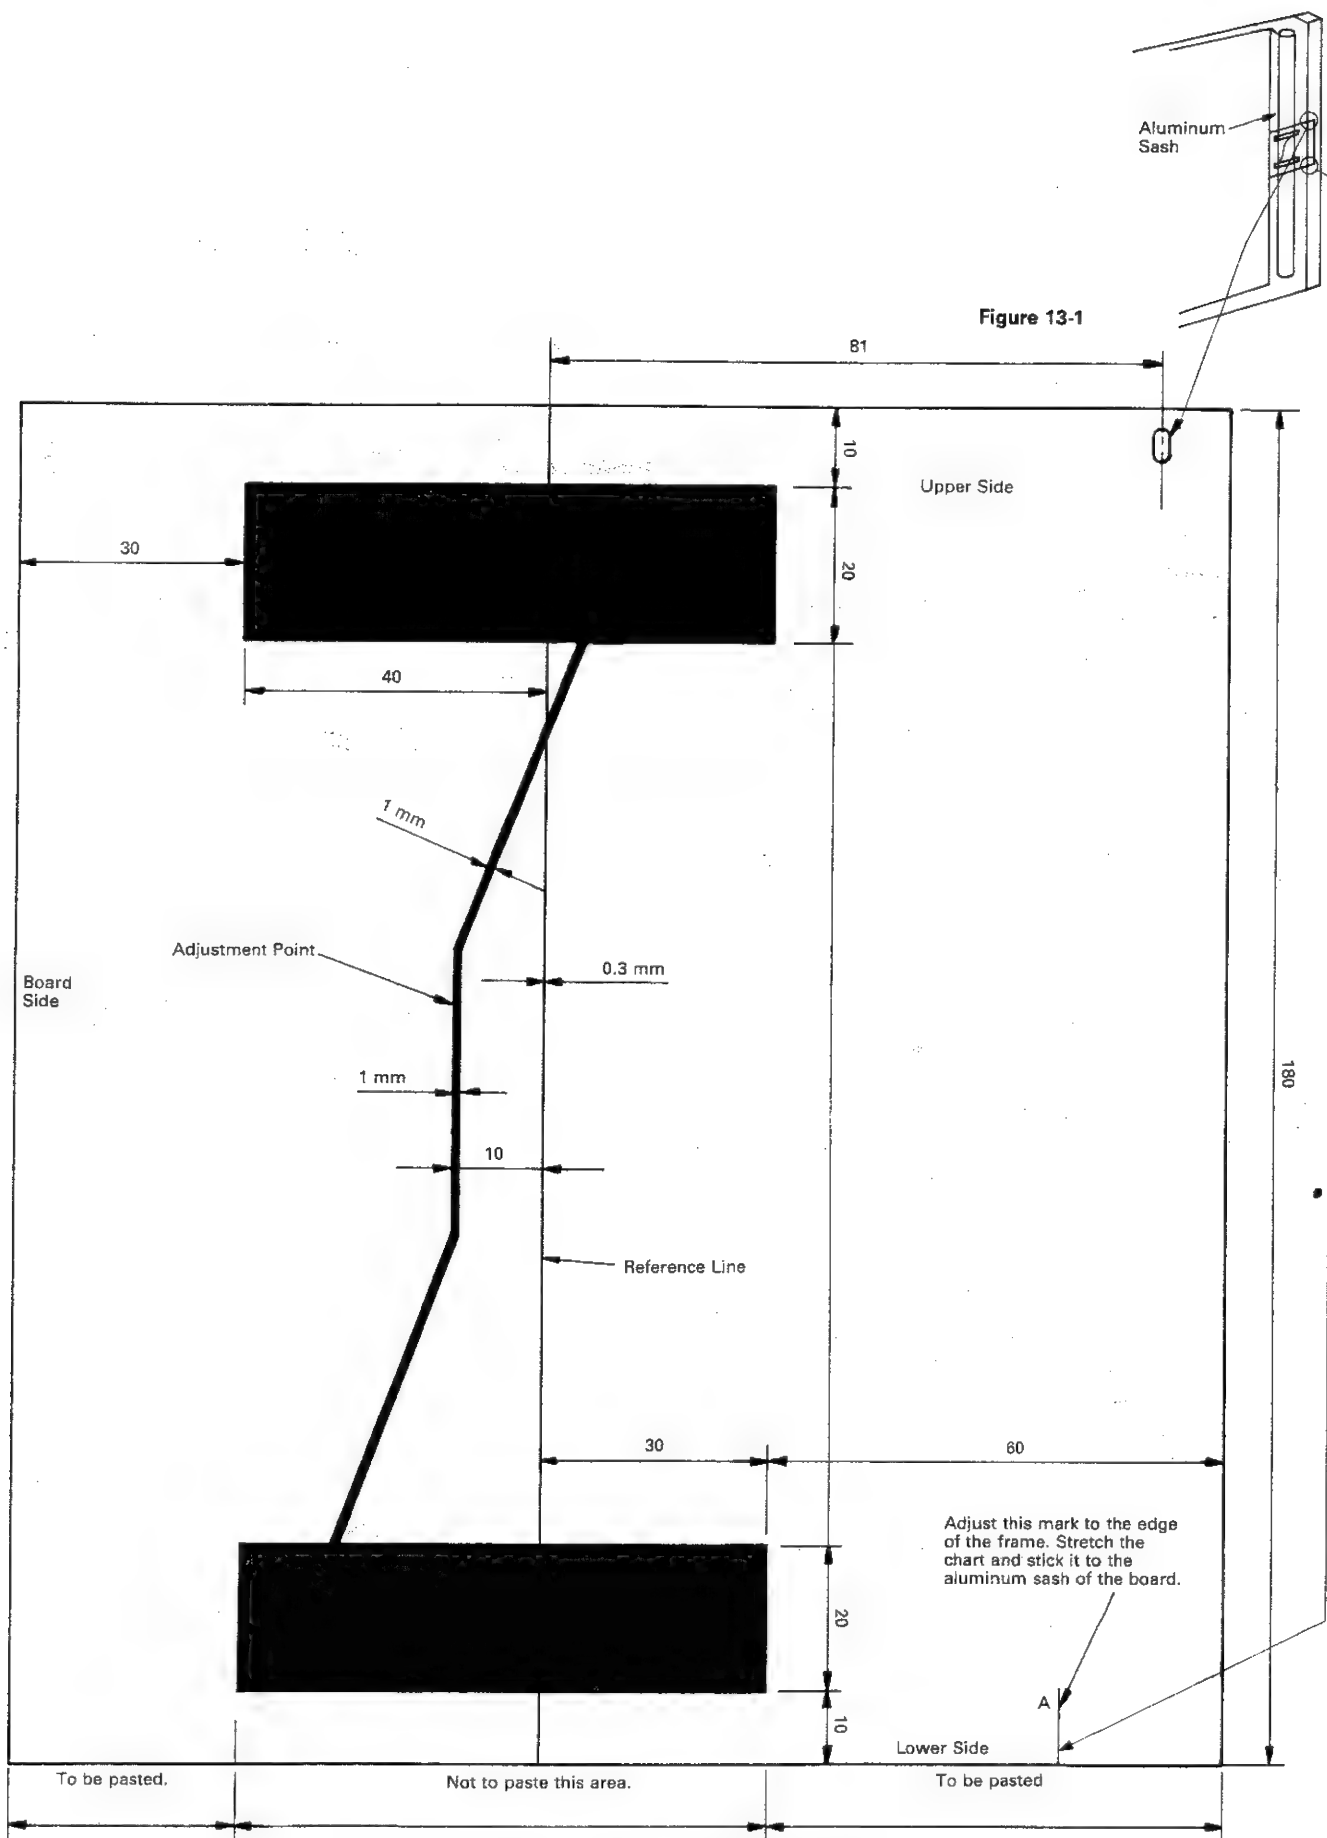 Aluminum
Sash
Figure 13-1
81
10
Upper Side
30
20
40
1 mm
Adjustment Point
0.3 mm
Board
Side
180
1 mm
10
Reference Line
30
60
Adjust this mark to the edge
of the frame. Stretch the
chart and stick it to the
aluminum sash of the board.
20
A
10
Lower Side
To be pasted.
Not to paste this area.
To be pasted